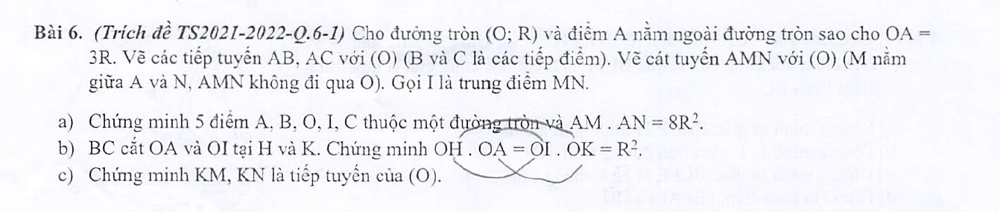 Bài 6. (Trích đề TS2021-2022-Q.6-1) Cho đường tròn (O; R) và điểm A nằm ngoài đường tròn sao cho OA =
3R. Vẽ các tiếp tuyến AB, AC với (O) (B và C là các tiếp điểm). Vẽ cát tuyến AMN với (O) (M nằm
giữa A và N, AMN không đi qua O). Gọi I là trung điểm MN.
a) Chứng minh 5 điểm A, B, O, I, C thuộc một đường tròn và AM . AN = 8R².
b) BC cắt OA và OI tại H và K. Chứng minh OH . OA = OI . OK = R².
c) Chứng minh KM, KN là tiếp tuyến của (O).